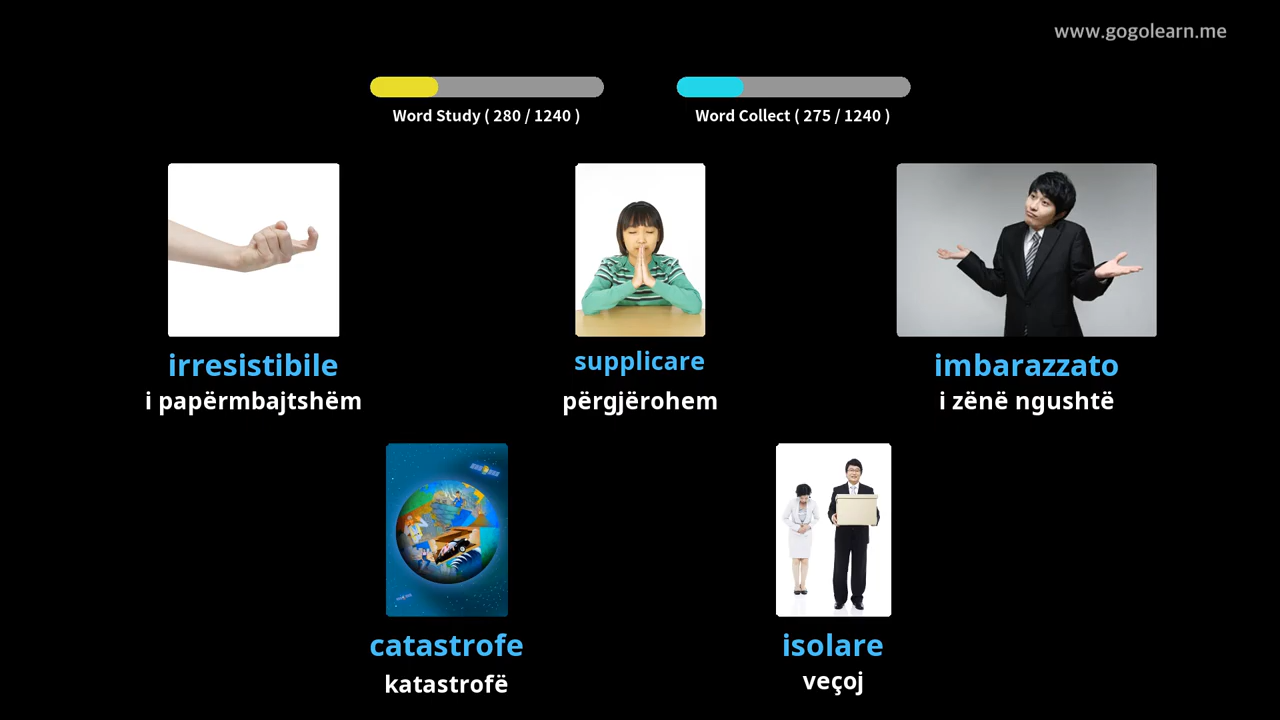 www.gogolearn.me
Word Study ( 280 / 1240 )
Word Collect ( 275 / 1240 )
irresistibile
i papërmbajtshëm
supplicare
përgjërohem
imbarazzato
i zënë ngushtë
catastrofe
katastrofë
isolare
veçoj